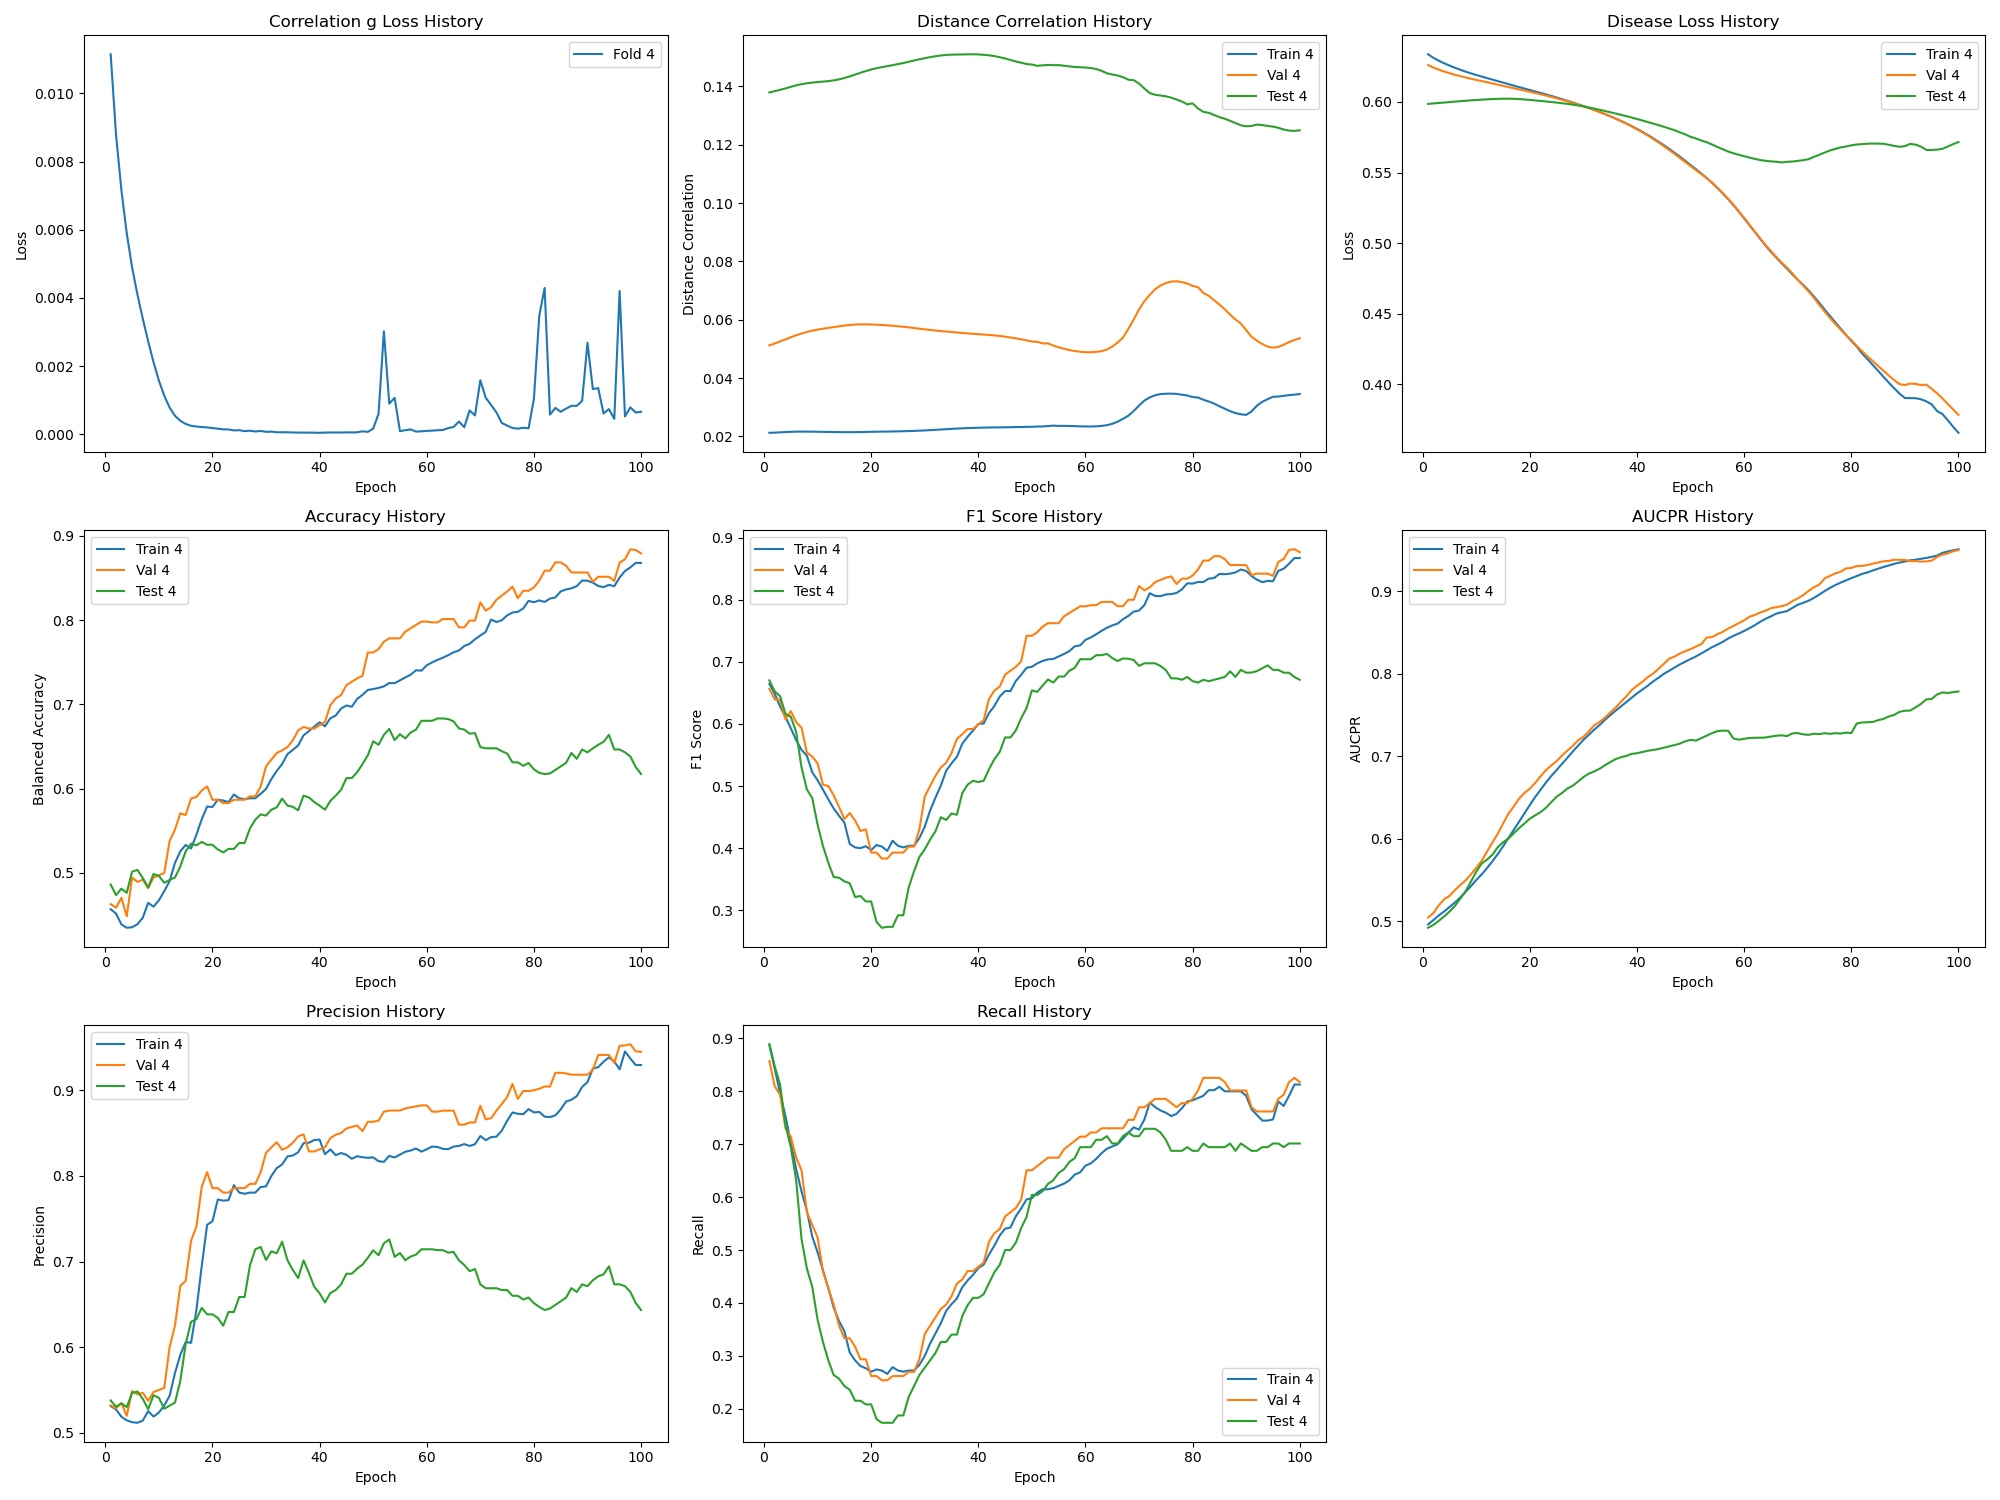 Correlation g Loss History
Fold 4
0.010
0.008
0.006
0.004
0.002
0.000
Loss
0 20 40 60 80 100
Epoch
Distance Correlation History
Train 4
Val 4
Test 4
0.14
0.12
0.10
0.08
0.06
0.04
0.02
Distance Correlation
0 20 40 60 80 100
Epoch
Disease Loss History
Train 4
Val 4
Test 4
0.60
0.55
0.50
0.45
0.40
Loss
0 20 40 60 80 100
Epoch
Accuracy History
Train 4
Val 4
Test 4
0.9
0.8
0.7
0.6
0.5
Balanced Accuracy
0 20 40 60 80 100
Epoch
F1 Score History
Train 4
Val 4
Test 4
0.9
0.8
0.7
0.6
0.5
0.4
0.3
F1 Score
0 20 40 60 80 100
Epoch
AUCPR History
Train 4
Val 4
Test 4
0.9
0.8
0.7
0.6
0.5
AUCPR
0 20 40 60 80 100
Epoch
Precision History
Train 4
Val 4
Test 4
0.9
0.8
0.7
0.6
0.5
Precision
0 20 40 60 80 100
Epoch
Recall History
0.9
0.8
0.7
0.6
0.5
0.4
0.3
0.2
Recall
Train 4
Val 4
Test 4
0 20 40 60 80 100
Epoch